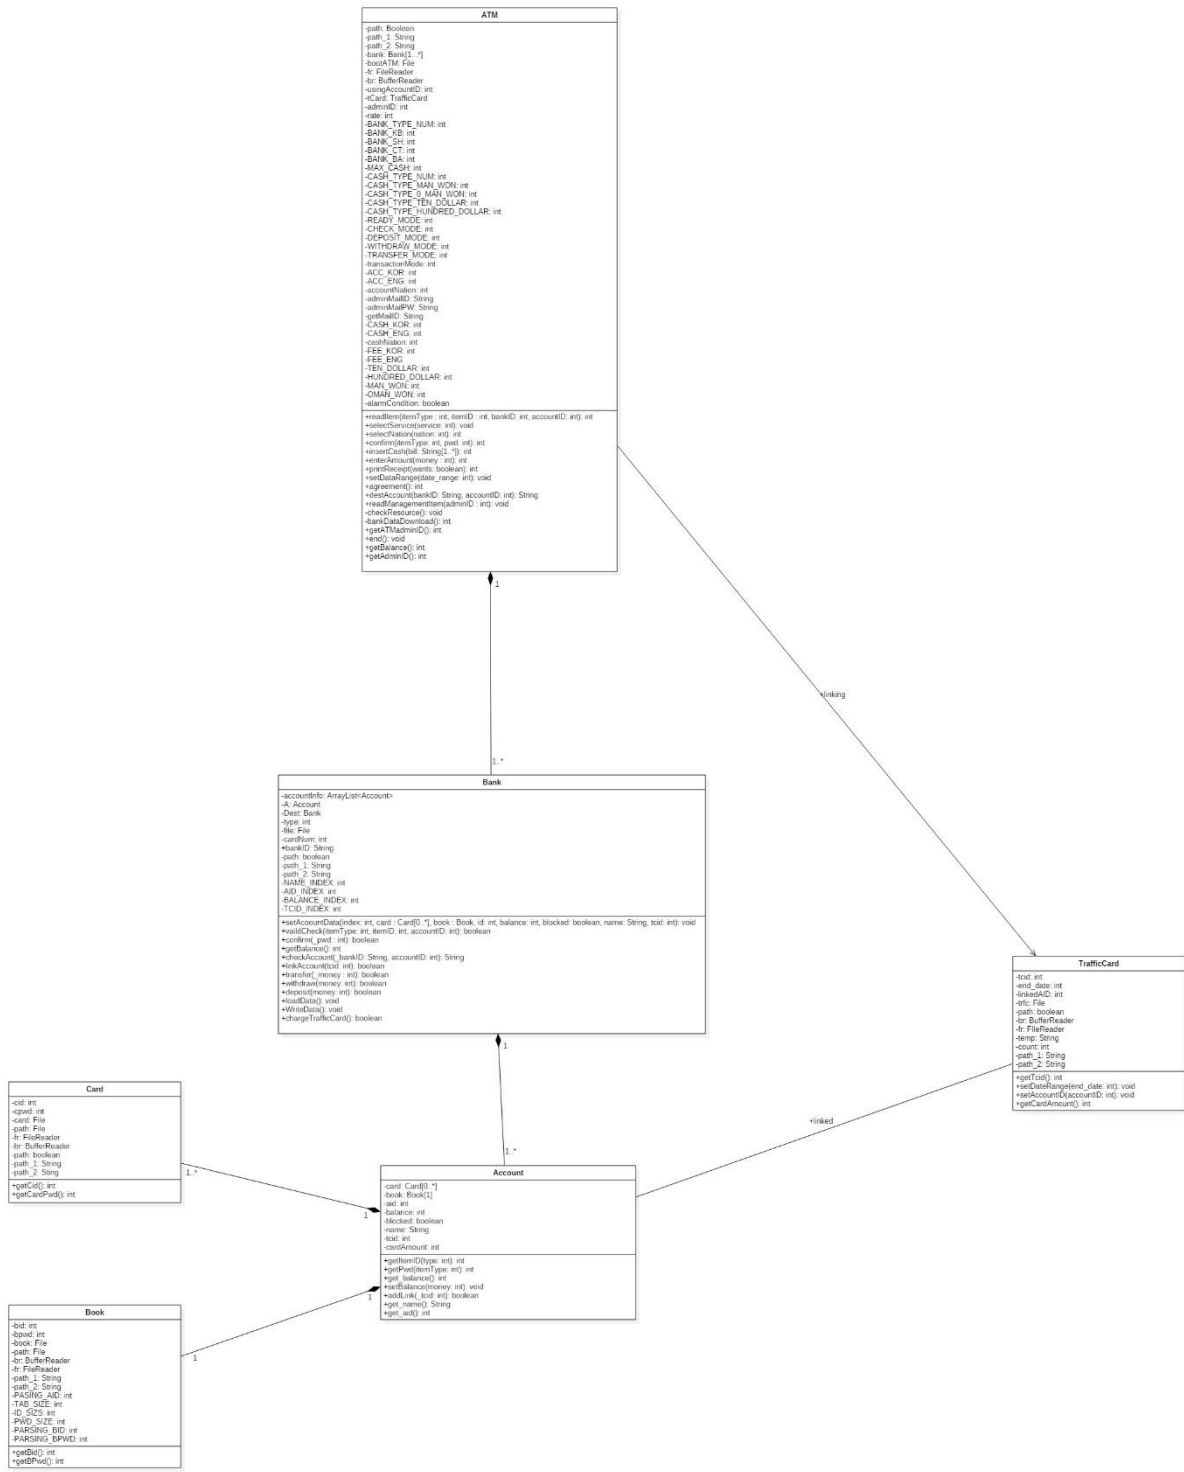 ATM
-path: Boolean
-path_1: String
-path_2: String
-bank: Bank[1...*]
-bootATM: File
-fr: FileReader
-br: BufferReader
-usingAccountID: int
-tCard: TrafficCard
-adminID: int
-rate: int
-BANK_TYPE_NUM: int
-BANK_KB: int
-BANK_SH: int
-BANK_CT: int
-BANK_BA: int
-MAX_CASH: int
-CASH_TYPE_NUM: int
-CASH_TYPE_MAN_WON: int
-CASH_TYPE_0_MAN_WON: int
-CASH_TYPE_TEN_DOLLAR: int
-CASH_TYPE_HUNDRED_DOLLAR: int
-READY_MODE: int
-CHECK_MODE: int
-DEPOSIT_MODE: int
-WITHDRAW_MODE: int
-TRANSFER_MODE: int
-transactionMode: int
-ACC_KOR: int
-ACC_ENG: int
-accountNation: int
-adminMailID: String
-adminMailPW: String
-getMailID: String
-CASH_KOR: int
-CASH_ENG: int
-cashNation: int
-FEE_KOR: int
-FEE_ENG
-TEN_DOLLAR: int
-HUNDRED_DOLLAR: int
-MAN_WON: int
-OMAN_WON: int
-alarmCondition: boolean
+readItem(itemType : int, itemID : int, bankID: int, accountID: int): int
+selectService(service: int): void
+selectNation(nation: int): int
+confirm(itemType: int, pwd: int): int
+insertCash(bill: String[1..*]): int
+enterAmount(money : int): int
+printReceipt(wants: boolean): int
+setDataRange(date_range: int): void
+agreement(): int
+destAccount(bankID: String, accountID: int): String
+readManagementItem(adminID : int): void
-checkResource(): void
-bankDataDownload(): int
+getATMadminID(): int
+end(): void
+getBalance(): int
+getAdminID(): int
1
+linking
1..*
Bank
-accountInfo: ArrayList<Account>
-A: Account
-Dest: Bank
-type: int
-file: File
-cardNum: int
+bankID: String
-path: boolean
-path_1: String
-path_2: String
-NAME_INDEX: int
-AID_INDEX: int
-BALANCE_INDEX: int
-TCID_INDEX: int
+setAcoountData(index: int, card : Card[0..*], book : Book, id: int, balance: int, blocked: boolean, name: String, tcid: int): void
+vaildCheck(itemType: int, itemID: int, accountID: int): boolean
+confirm(_pwd : int): boolean
+getBalance(): int
+checkAccount(_bankID: String, accountID: int): String
+linkAccount(tcid: int): boolean
+transfer(_money : int): boolean
+withdraw(money: int): boolean
+deposit(money: int): boolean
+loadData(): void
+WriteData(): void
+chargeTrafficCard(): boolean
1
TrafficCard
-tcid: int
-end_date: int
-linkedAID: int
-trfc: File
-path: boolean
-br: BufferReader
-fr: FIleReader
-temp: String
-count: int
-path_1: String
-path_2: String
+getTcid(): int
+setDateRange(end_date: int): void
+setAccountID(accountID: int): void
+getCardAmount(): int
+linked
Card
-cid: int
-cpwd: int
-card: File
-path: File
-fr: FileReader
-br: BufferReader
-path: boolean
-path_1: String
-path_2: Sting
+getCid(): int
+getCardPwd(): int
1..*
1
1..*
Account
-card: Card[0..*]
-book: Book[1]
-aid: int
-balance: int
-blocked: boolean
-name: String
-tcid: int
-cardAmount: int
+getItemID(type: int): int
+getPwd(itemType: int): int
+get_balance(): int
+setBalance(money: int): void
+addLink(_tcid: int): boolean
+get_name(): String
+get_aid(): int
1
1
Book
-bid: int
-bpwd: int
-book: File
-path: File
-br: BufferReader
-fr: FileReader
-path_1: String
-path_2: String
-PASING_AID: int
-TAB_SIZE: int
-ID_SIZS: int
-PWD_SIZE: int
-PARSING_BID: int
-PARSING_BPWD: int
+getBid(): int
+getBPwd(): int